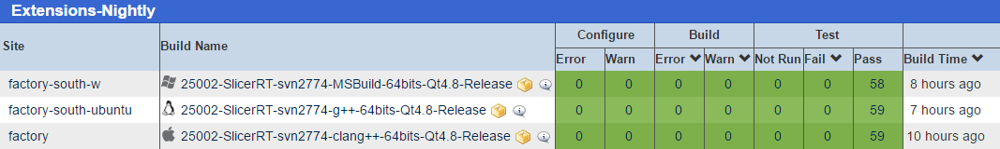 Extensions-Nightly
Site Build Name Configure Build Test Build Time
Error Warn Error Warn Not Run Fail Pass
factory-south-w 25002-SlicerRT-svn2774-MSBuild-64bits-Qt4.8-Release 0 0 0 0 0 0 58 8 hours ago
factory-south-ubuntu 25002-SlicerRT-svn2774-g++-64bits-Qt4.8-Release 0 0 0 0 0 0 59 7 hours ago
factory 25002-SlicerRT-svn2774-clang++-64bits-Qt4.8-Release 0 0 0 0 0 0 59 10 hours ago